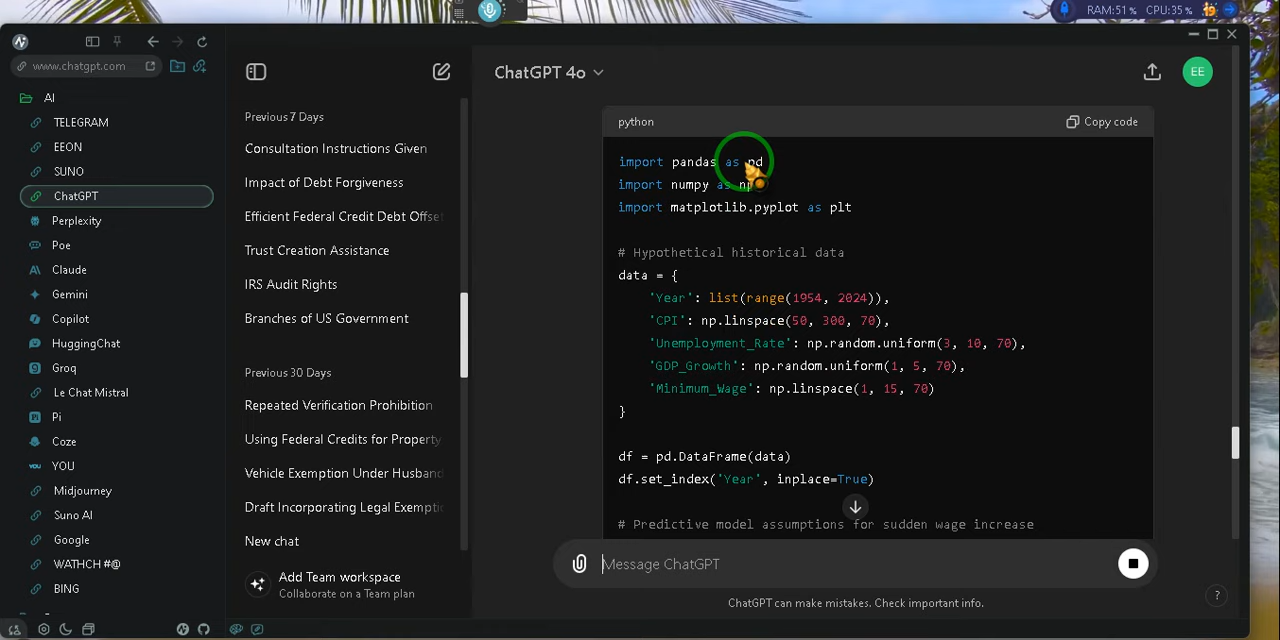 RAM:51% CPU:35% 19
www.chatgpt.com
AI
TELEGRAM
EEON
SUNO
ChatGPT
Perplexity
Poe
Claude
Gemini
Copilot
HuggingChat
Groq
Le Chat Mistral
Pi
Coze
YOU
Midjourney
Suno AI
Google
WATHCH #@
BING
Previous 7 Days
Consultation Instructions Given
Impact of Debt Forgiveness
Efficient Federal Credit Debt Offse
Trust Creation Assistance
IRS Audit Rights
Branches of US Government
Previous 30 Days
Repeated Verification Prohibition
Using Federal Credits for Property
Vehicle Exemption Under Husband
Draft Incorporating Legal Exempti
New chat
Add Team workspace
Collaborate on a Team plan
ChatGPT 4o
EE
python
Copy code
import pandas as pd
import numpy as np
import matplotlib.pyplot as plt
# Hypothetical historical data
data = {
'Year': list(range(1954, 2024)),
'CPI': np.linspace(50, 300, 70),
'Unemployment_Rate': np.random.uniform(3, 10, 70),
'GDP_Growth': np.random.uniform(1, 5, 70),
'Minimum_Wage': np.linspace(1, 15, 70)
}
df = pd.DataFrame(data)
df.set_index('Year', inplace=True)
# Predictive model assumptions for sudden wage increase
Message ChatGPT
ChatGPT can make mistakes. Check important info.
?